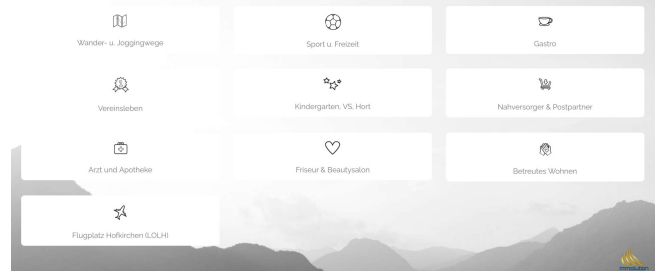 Wander- u. Joggingwege
Sport u. Freizeit
Gastro
Vereinsleben
Kindergarten, VS, Hort
Nahversorger & Postpartner
Arzt und Apotheke
Friseur & Beautysalon
Betreutes Wohnen
Flugplatz Hofkirchen (LOLH)